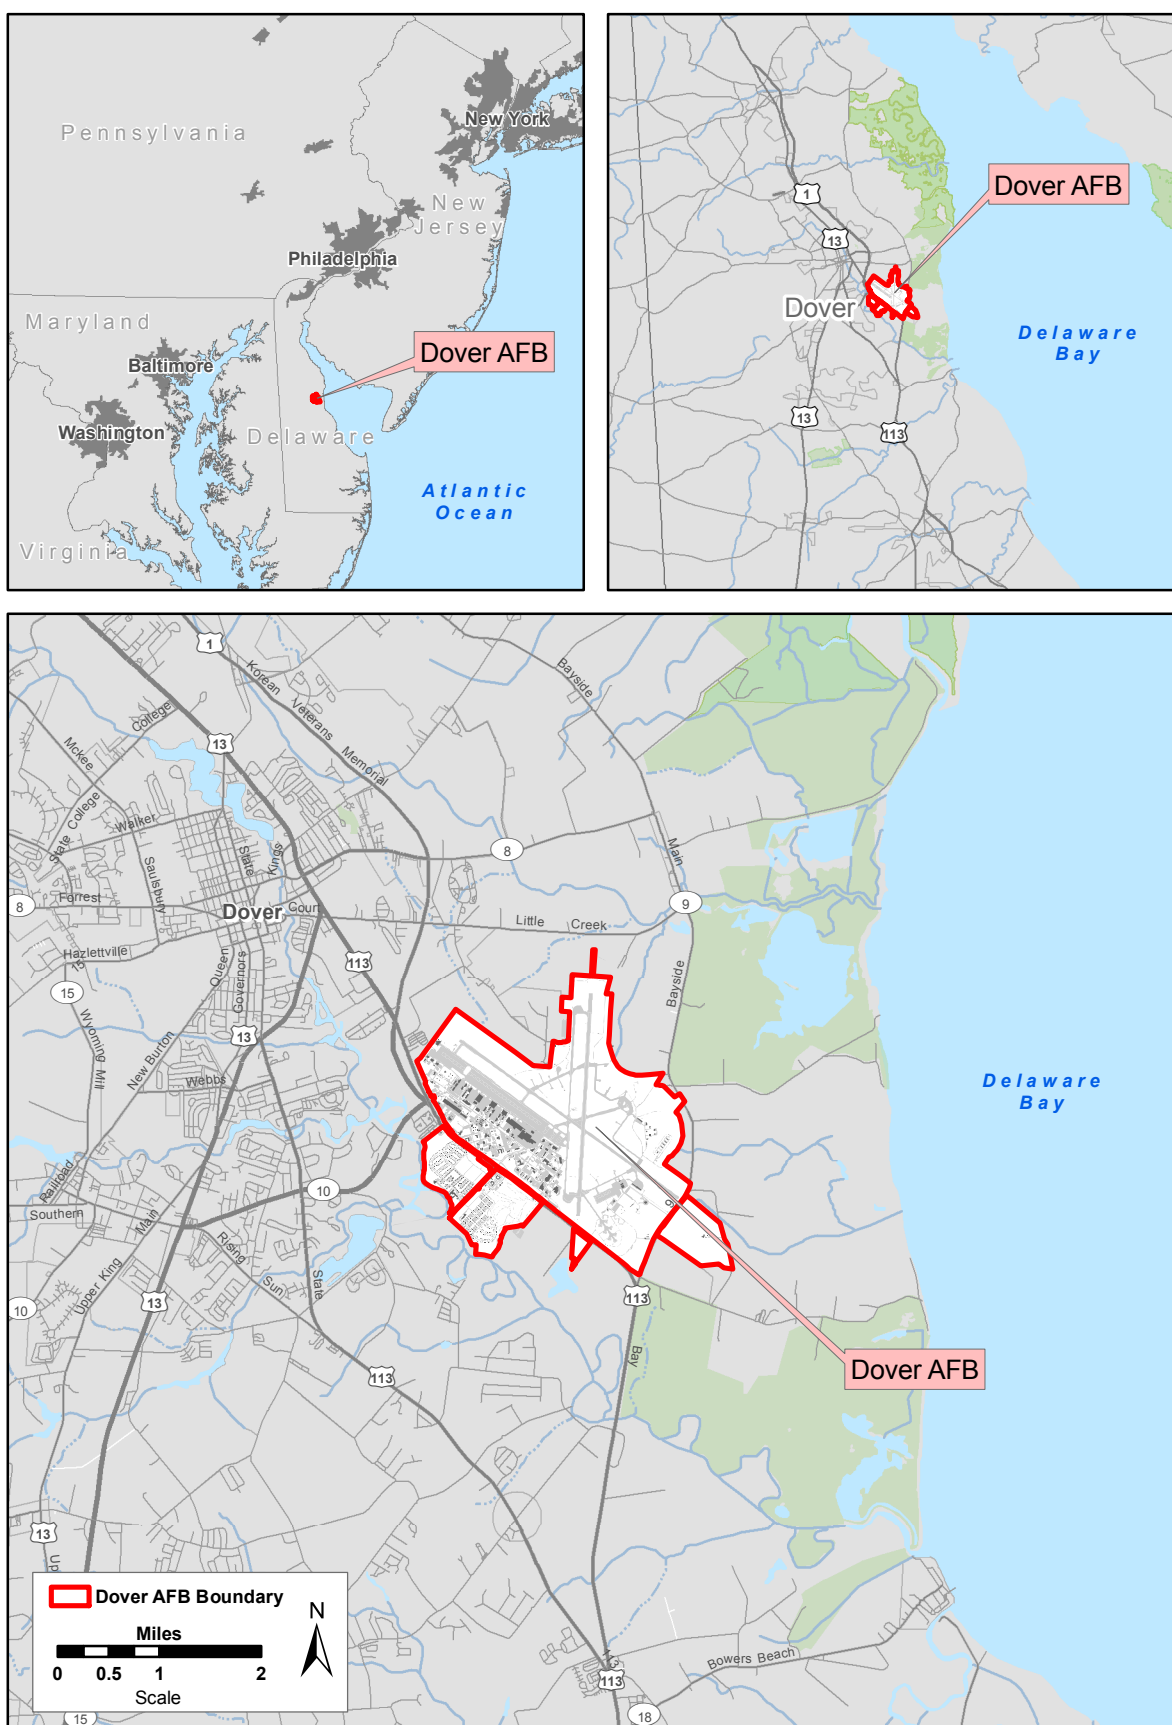 Pennsylvania
New York
New
Jersey
Philadelphia
Maryland
Baltimore
Dover AFB
Washington
Delaware
Atlantic
Ocean
Virginia
Dover AFB
1
13
Dover
Delaware
Bay
13
113
1
Korean
Veterans
Memorial
Bayside
College
Mckee
13
State College
Walker
State
Kings
Saulsbury
8
Main
Forrest
8
Dover
Court
Little Creek
9
Hazlettville
15
15
Queen
Governors
113
Bayside
Wyoming Mill
New Burton
13
Webbs
Delaware
Bay
Railroad
10
9
Southern
Main
Rising
Sun
State
Upper King
10
13
113
Bay
Dover AFB
113
13
Up
Dover AFB Boundary
N
Miles
0 0.5 1 2
Scale
15
113
113
Bowers Beach
18